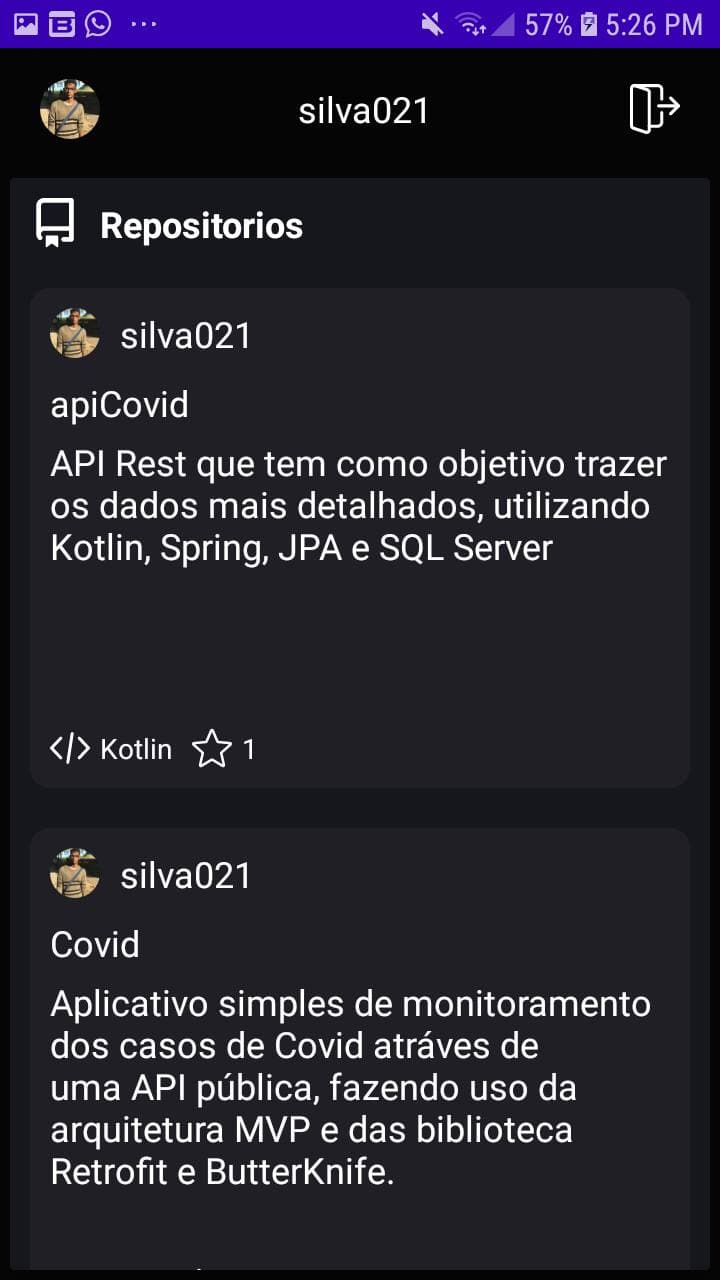 57% 5:26 PM
silva021
Repositorios
silva021
apiCovid
API Rest que tem como objetivo trazer
os dados mais detalhados, utilizando
Kotlin, Spring, JPA e SQL Server
</> Kotlin 1
silva021
Covid
Aplicativo simples de monitoramento
dos casos de Covid atráves de
uma API pública, fazendo uso da
arquitetura MVP e das biblioteca
Retrofit e ButterKnife.